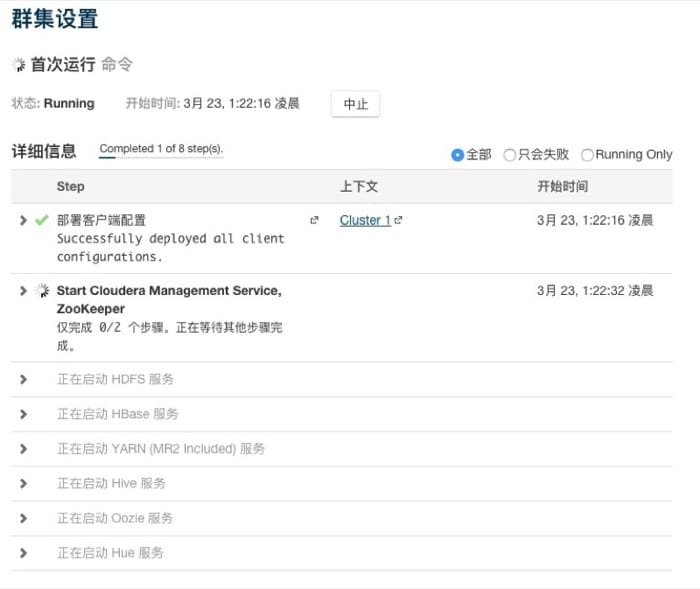 群集设置
首次运行 命令
状态: Running 开始时间: 3月 23, 1:22:16 凌晨 中止
详细信息 Completed 1 of 8 step(s).
全部 只会失败 Running Only
Step 上下文 开始时间
部署客户端配置 Cluster 1 3月 23, 1:22:16 凌晨
Successfully deployed all client
configurations.
Start Cloudera Management Service, 3月 23, 1:22:32 凌晨
ZooKeeper
仅完成 0/2 个步骤。正在等待其他步骤完
成。
正在启动 HDFS 服务
正在启动 HBase 服务
正在启动 YARN (MR2 Included) 服务
正在启动 Hive 服务
正在启动 Oozie 服务
正在启动 Hue 服务